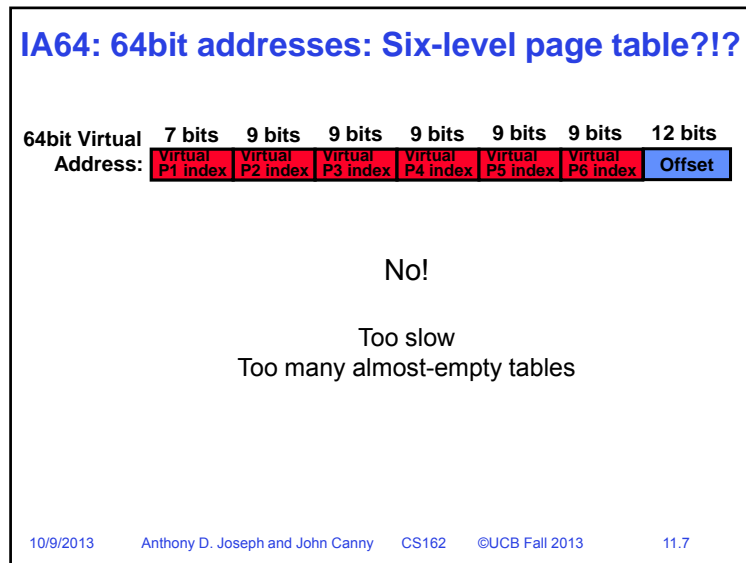 IA64: 64bit addresses: Six-level page table?!?
7 bits 9 bits 9 bits 9 bits 9 bits 9 bits 12 bits
64bit Virtual Address:
Virtual P1 index Virtual P2 index Virtual P3 index Virtual P4 index Virtual P5 index Virtual P6 index Offset
No!
Too slow
Too many almost-empty tables
10/9/2013 Anthony D. Joseph and John Canny CS162 ©UCB Fall 2013 11.7